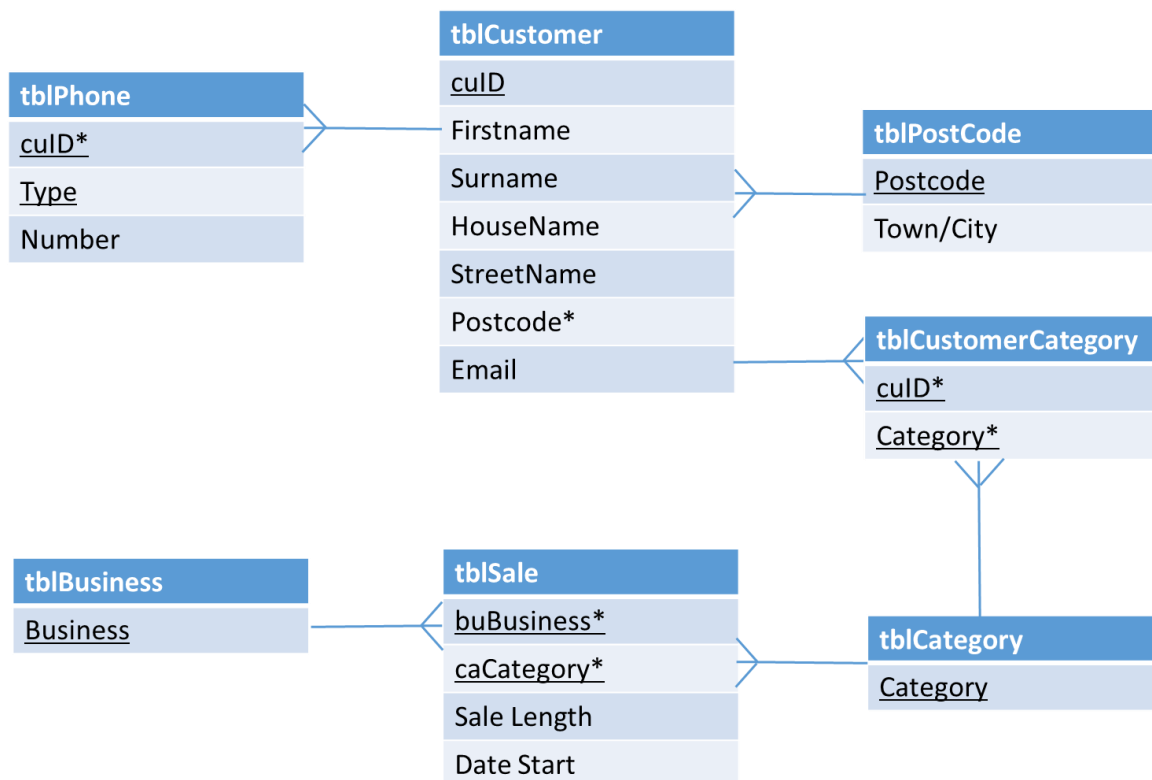 tblPhone
cuID*
Type
Number
tblCustomer
cuID
Firstname
Surname
HouseName
StreetName
Postcode*
Email
tblPostCode
Postcode
Town/City
tblCustomerCategory
cuID*
Category*
tblBusiness
Business
tblSale
buBusiness*
caCategory*
Sale Length
Date Start
tblCategory
Category